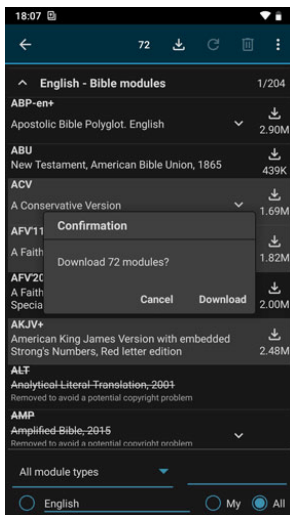 18:07
72
English - Bible modules 1/204
ABP-en+
Apostolic Bible Polyglot. English
2.90M
ABU
New Testament, American Bible Union, 1865
439K
ACV
A Conservative Version
1.69M
AFV'11
A Faith
1.82M
Confirmation
Download 72 modules?
Cancel Download
AFV'20
A Faith
Specia
2.00M
AKJV+
American King James Version with embedded
Strong's Numbers, Red letter edition
2.48M
ALT
Analytical Literal Translation, 2001
Removed to avoid a potential copyright problem
AMP
Amplified Bible, 2015
Removed to avoid a potential copyright problem
All module types
English My All